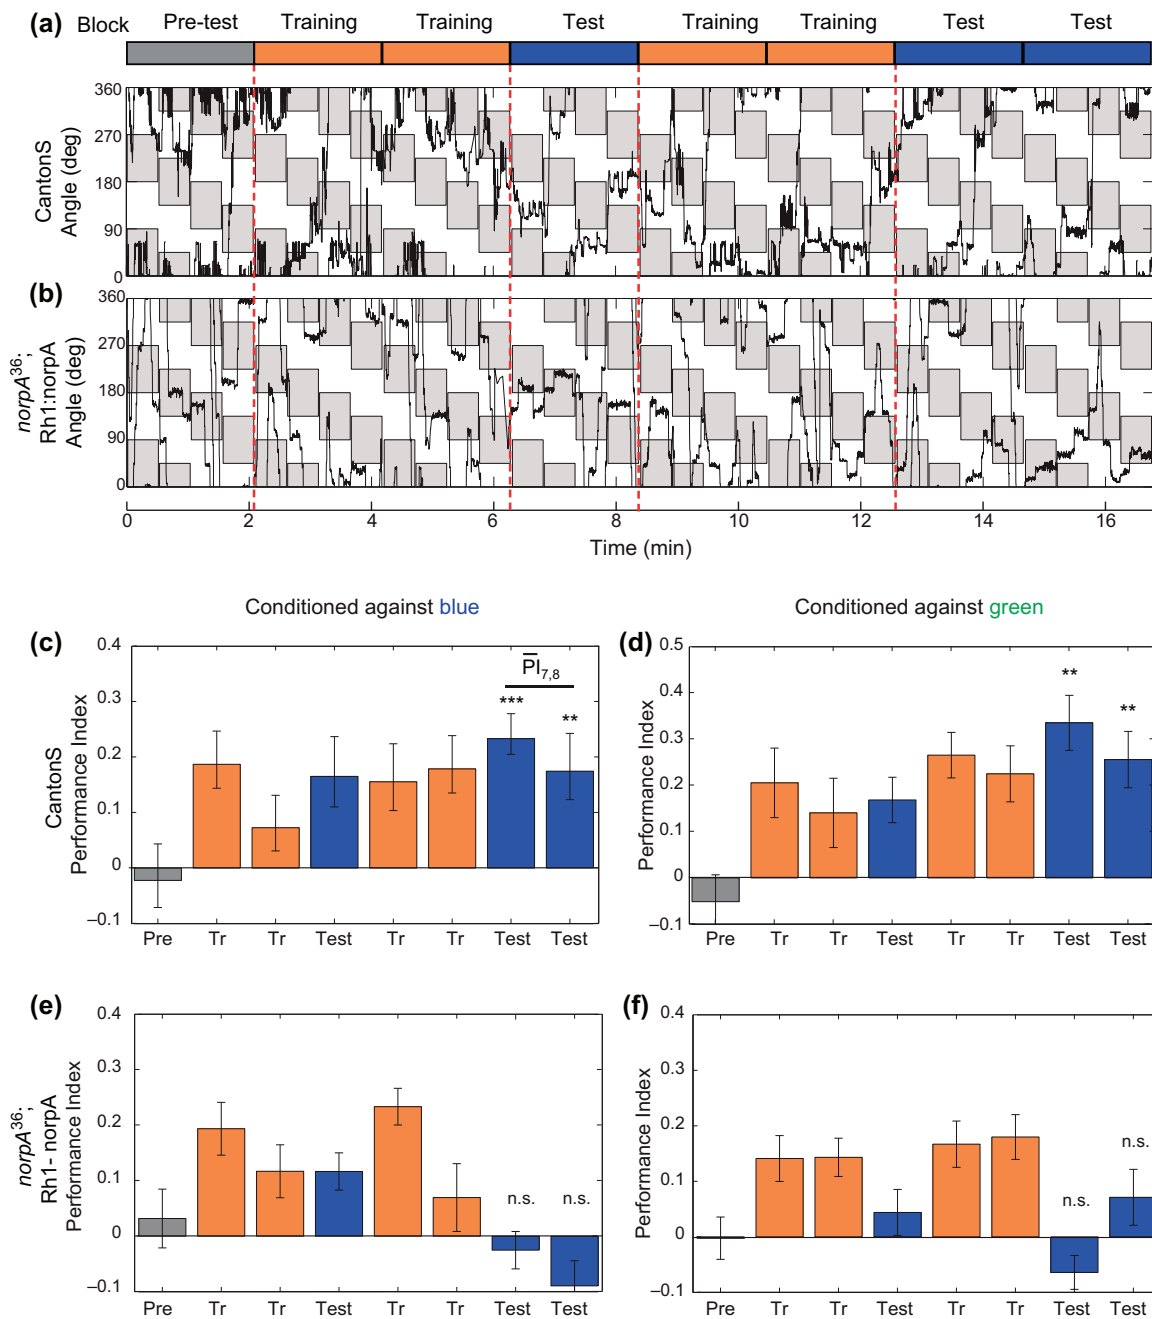 (a) Block Pre-test Training Training Test Training Training Test Test
360
270
180
90
0
CantonS
Angle (deg)
(b)
360
270
180
90
0
norpA36;
Rh1:norpA
Angle (deg)
0 2 4 6 8 10 12 14 16
Time (min)
Conditioned against blue
Conditioned against green
(c)
0.4
0.3
0.2
0.1
0
–0.1
CantonS
Performance Index
PI7,8
***
**
Pre Tr Tr Test Tr Tr Test Test
(d)
0.5
0.4
0.3
0.2
0.1
0
–0.1
Performance Index
**
**
Pre Tr Tr Test Tr Tr Test Test
(e)
0.4
0.3
0.2
0.1
0
–0.1
norpA36;
Rh1- norpA
Performance Index
n.s. n.s.
Pre Tr Tr Test Tr Tr Test Test
(f)
0.4
0.3
0.2
0.1
0
–0.1
Performance Index
n.s.
n.s.
Pre Tr Tr Test Tr Tr Test Test